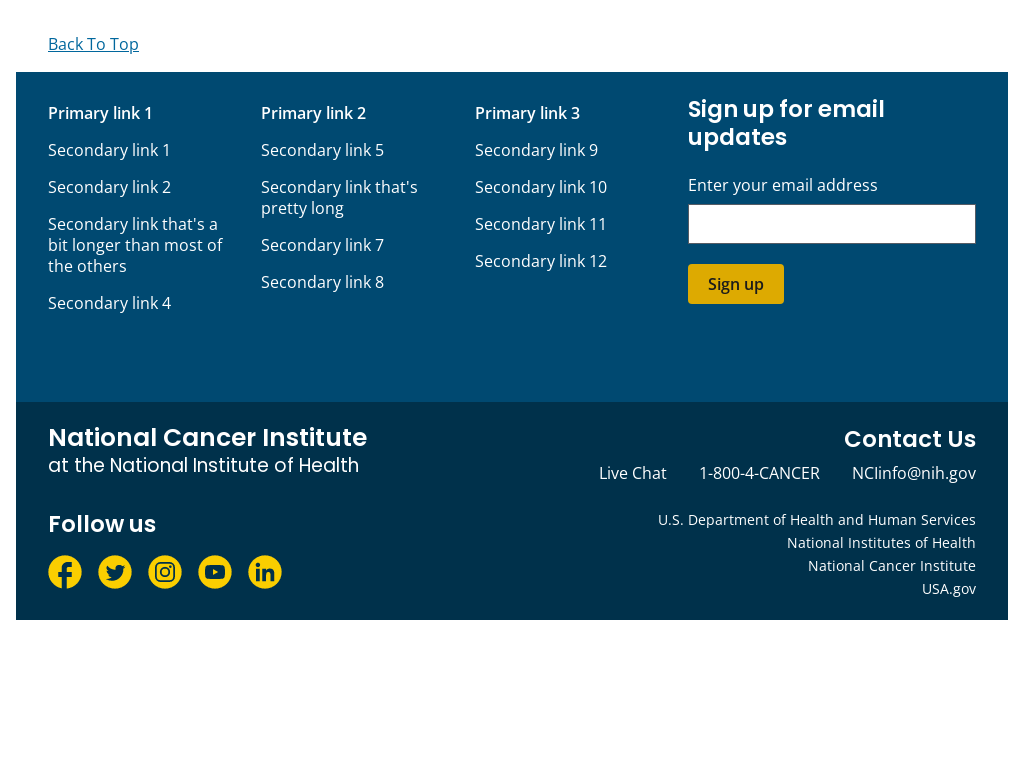 Back To Top
Primary link 1
Secondary link 1
Secondary link 2
Secondary link that's a
bit longer than most of
the others
Secondary link 4
Primary link 2
Secondary link 5
Secondary link that's
pretty long
Secondary link 7
Secondary link 8
Primary link 3
Secondary link 9
Secondary link 10
Secondary link 11
Secondary link 12
Sign up for email
updates
Enter your email address
Sign up
National Cancer Institute
at the National Institute of Health
Follow us
Contact Us
Live Chat 1-800-4-CANCER NCIinfo@nih.gov
U.S. Department of Health and Human Services
National Institutes of Health
National Cancer Institute
USA.gov